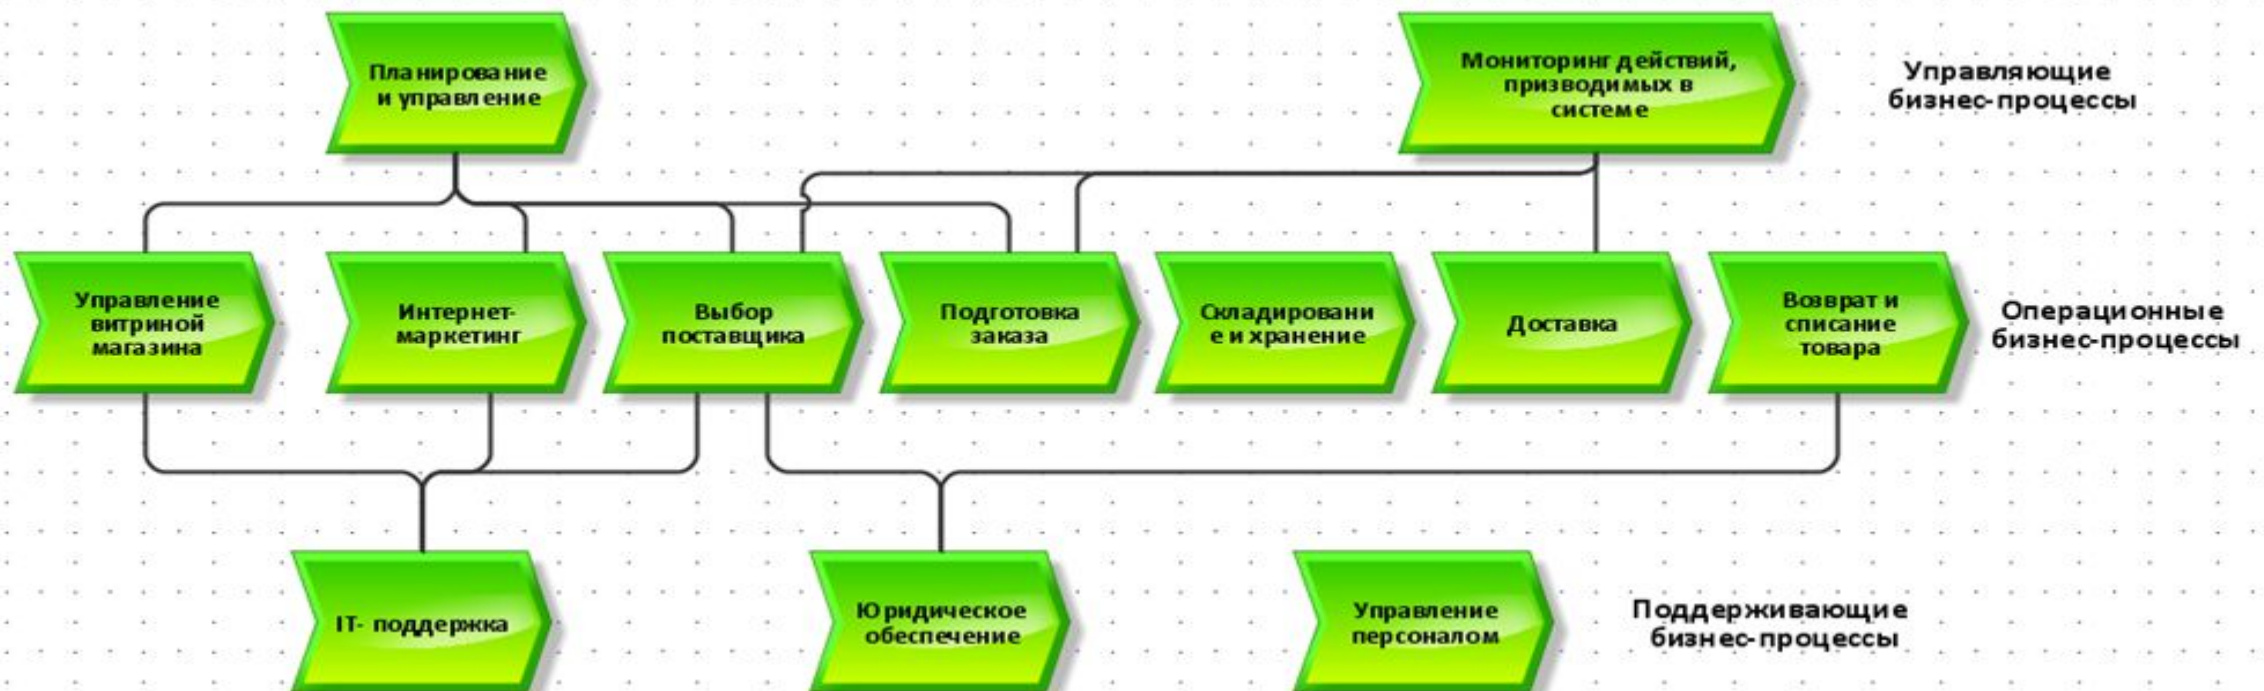 Планирование
и управление
Мониторинг действий,
призводимых в
системе
Управляющие
бизнес-процессы
Управление
витриной
магазина
Интернет-
маркетинг
Выбор
поставщика
Подготовка
заказа
Складировани
е и хранение
Доставка
Возврат и
списание
товара
Операционные
бизнес-процессы
IT- поддержка
Юридическое
обеспечение
Управление
персоналом
Поддерживающие
бизнес-процессы